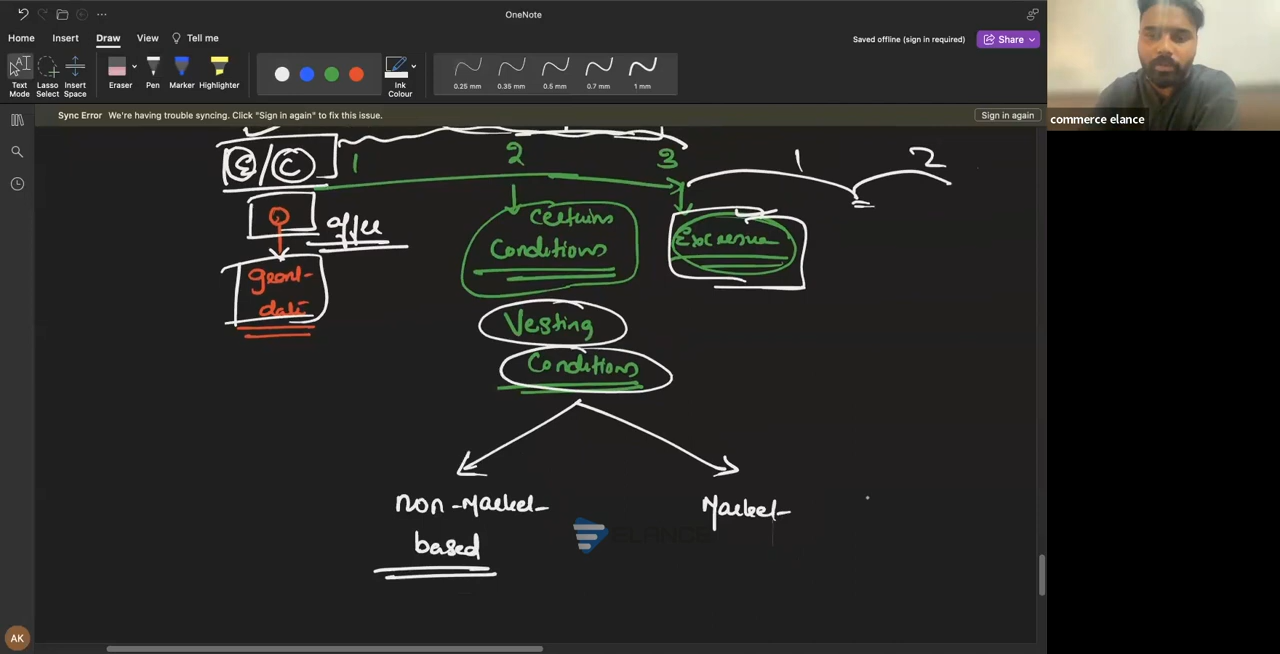 OneNote
Home Insert Draw View Tell me
Saved offline (sign in required)
Share
Text Mode
Lasso Select
Insert Space
Eraser
Pen
Marker
Highlighter
Ink Colour
0.25 mm 0.35 mm 0.5 mm 0.7 mm 1 mm
commerce elance
Sync Error We're having trouble syncing. Click "Sign in again" to fix this issue.
Sign in again
E/C 1 2 3 1 2
offer
Certains
Conditions
grant-
date
Vesting
Conditions
non-Market-
based
Market-
ELANCE
AK